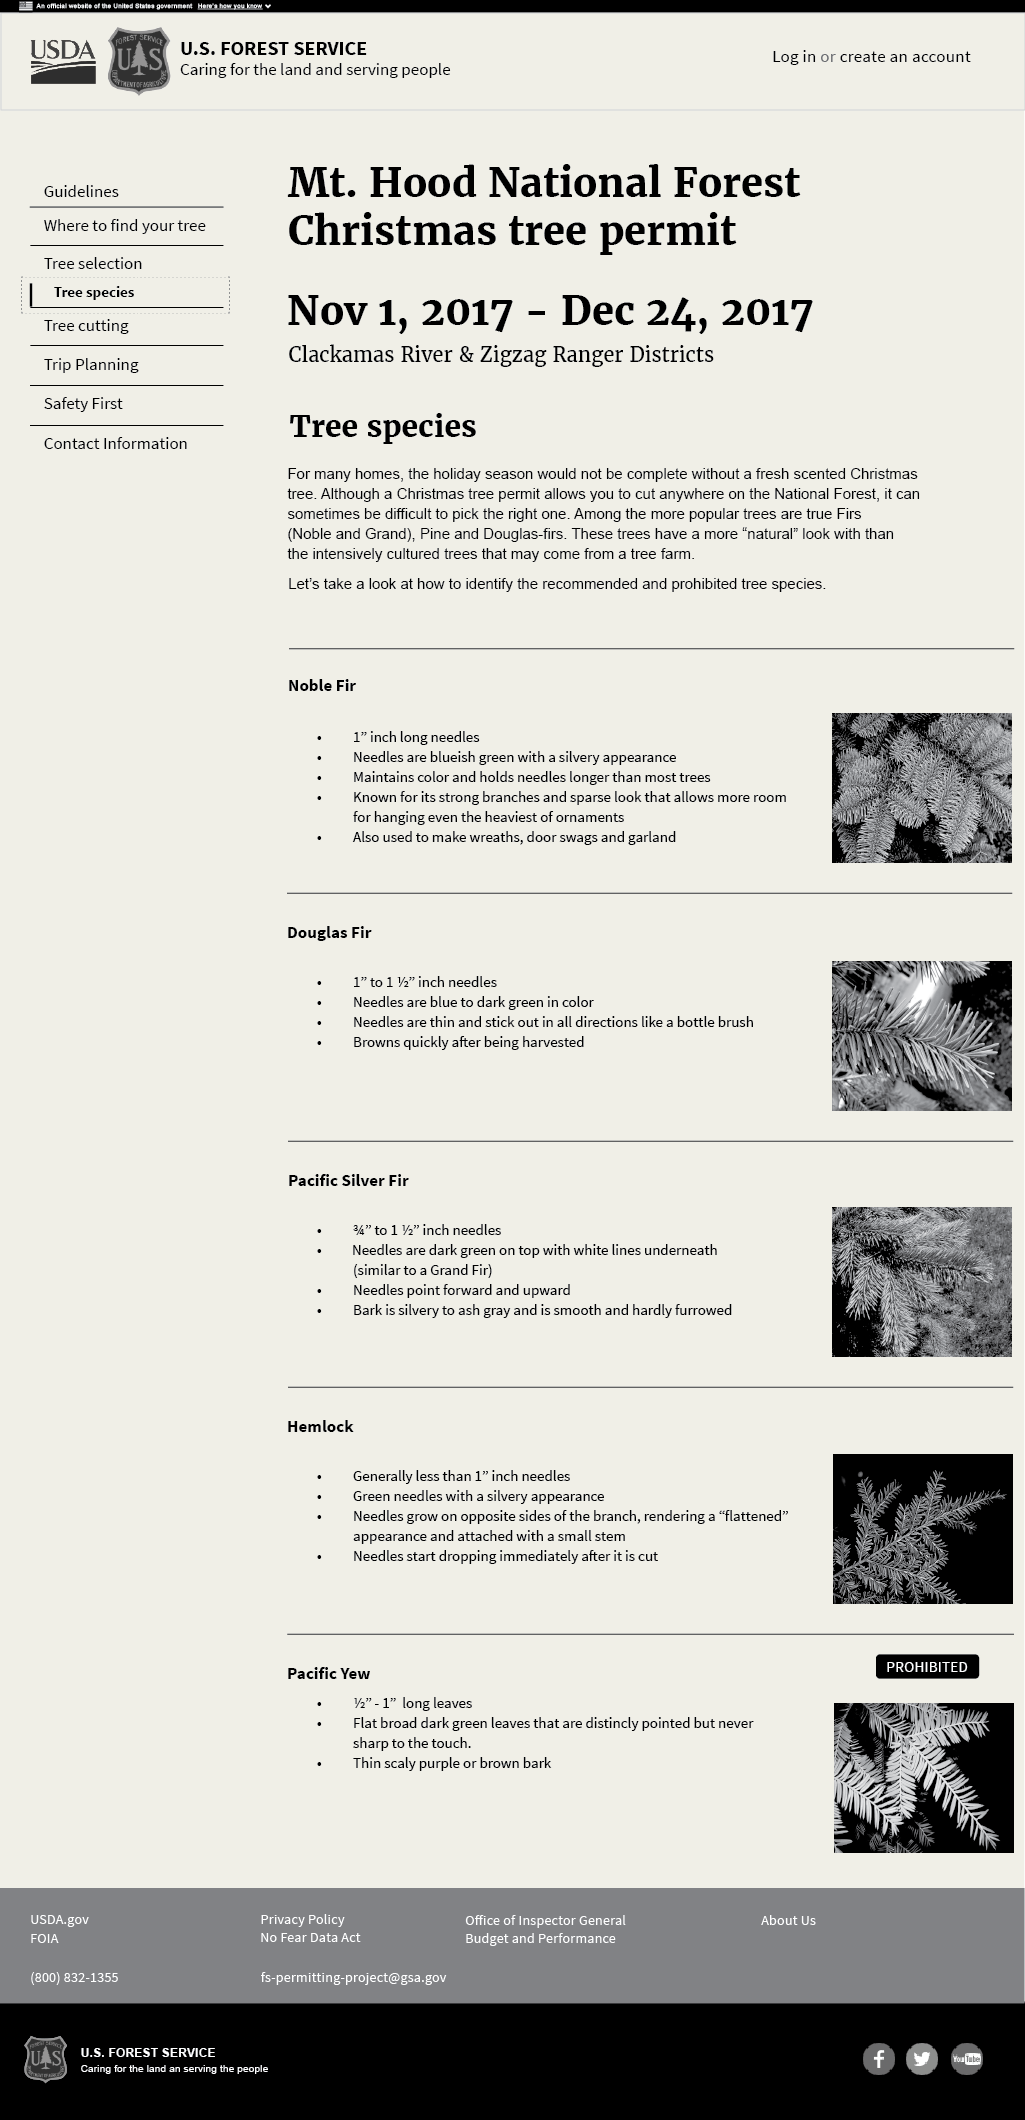 An official website of the United States government Here's how you know
USDA
FOREST SERVICE
U S
DEPARTMENT OF AGRICULTURE
U.S. FOREST SERVICE
Caring for the land and serving people
Log in or create an account
Guidelines
Where to find your tree
Tree selection
Tree species
Tree cutting
Trip Planning
Safety First
Contact Information
Mt. Hood National Forest
Christmas tree permit
Nov 1, 2017 – Dec 24, 2017
Clackamas River & Zigzag Ranger Districts
Tree species
For many homes, the holiday season would not be complete without a fresh scented Christmas
tree. Although a Christmas tree permit allows you to cut anywhere on the National Forest, it can
sometimes be difficult to pick the right one. Among the more popular trees are true Firs
(Noble and Grand), Pine and Douglas-firs. These trees have a more “natural” look with than
the intensively cultured trees that may come from a tree farm.
Let’s take a look at how to identify the recommended and prohibited tree species.
Noble Fir
• 1” inch long needles
• Needles are blueish green with a silvery appearance
• Maintains color and holds needles longer than most trees
• Known for its strong branches and sparse look that allows more room
for hanging even the heaviest of ornaments
• Also used to make wreaths, door swags and garland
Douglas Fir
• 1” to 1 ½” inch needles
• Needles are blue to dark green in color
• Needles are thin and stick out in all directions like a bottle brush
• Browns quickly after being harvested
Pacific Silver Fir
• ¾” to 1 ½” inch needles
• Needles are dark green on top with white lines underneath
(similar to a Grand Fir)
• Needles point forward and upward
• Bark is silvery to ash gray and is smooth and hardly furrowed
Hemlock
• Generally less than 1” inch needles
• Green needles with a silvery appearance
• Needles grow on opposite sides of the branch, rendering a “flattened”
appearance and attached with a small stem
• Needles start dropping immediately after it is cut
PROHIBITED
Pacific Yew
• ½” - 1” long leaves
• Flat broad dark green leaves that are distincly pointed but never
sharp to the touch.
• Thin scaly purple or brown bark
USDA.gov
FOIA
Privacy Policy
No Fear Data Act
Office of Inspector General
Budget and Performance
About Us
(800) 832-1355
fs-permitting-project@gsa.gov
U S
U.S. FOREST SERVICE
Caring for the land an serving the people
f
You Tube